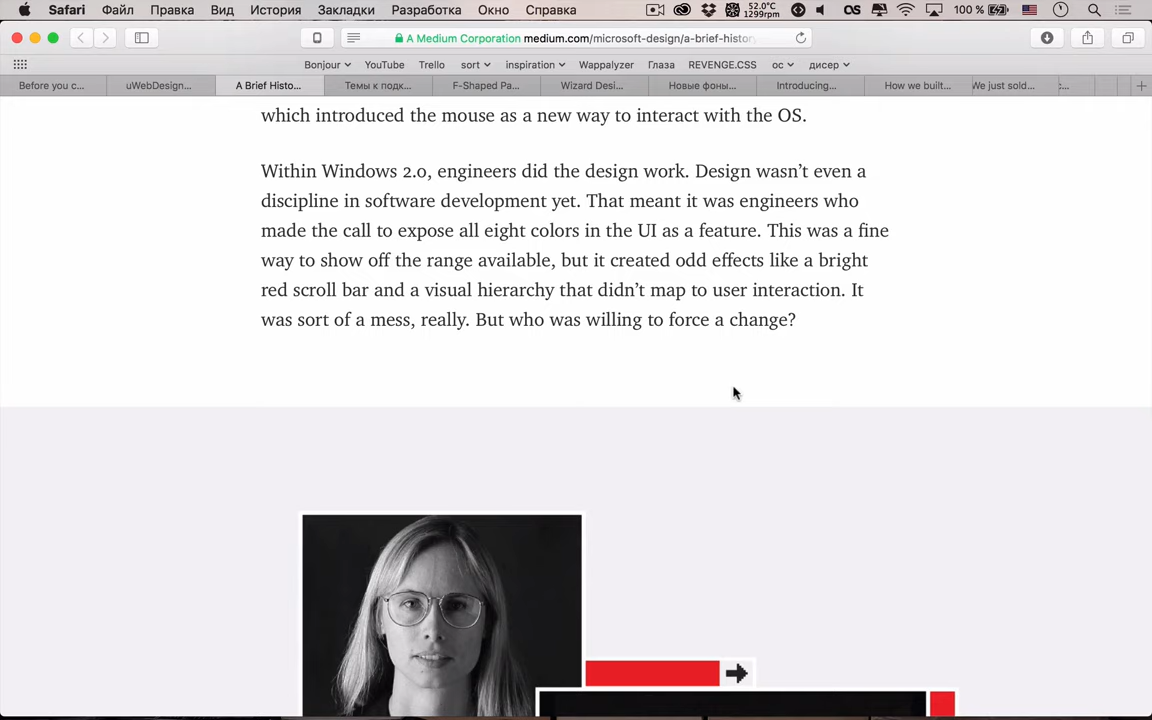 Safari Файл Правка Вид История Закладки Разработка Окно Справка 52.0°C 1299rpm 100 %
A Medium Corporation medium.com/microsoft-design/a-brief-histor
Bonjour YouTube Trello sort inspiration Wappalyzer Глаза REVENGE.CSS ос дисер
Before you c... uWebDesign... A Brief Histo... Темы к подк... F-Shaped Pa... Wizard Desi... Новые фоны... Introducing... How we built... We just sold...
which introduced the mouse as a new way to interact with the OS.
Within Windows 2.0, engineers did the design work. Design wasn’t even a
discipline in software development yet. That meant it was engineers who
made the call to expose all eight colors in the UI as a feature. This was a fine
way to show off the range available, but it created odd effects like a bright
red scroll bar and a visual hierarchy that didn’t map to user interaction. It
was sort of a mess, really. But who was willing to force a change?